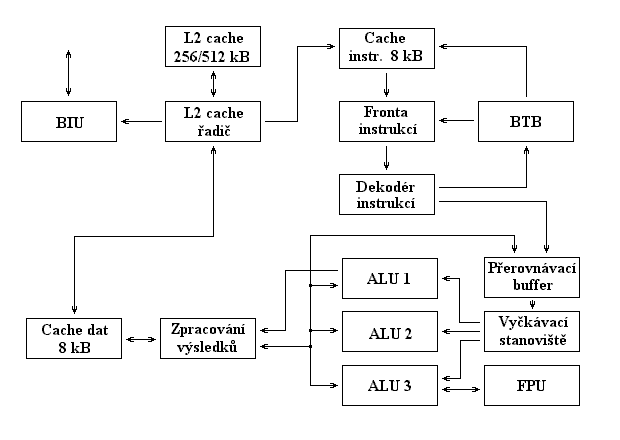 L2 cache
256/512 kB
Cache
instr. 8 kB
BIU
L2 cache
řadič
Fronta
instrukcí
BTB
Dekodér
instrukcí
Přerovnávací
buffer
ALU 1
Cache dat
8 kB
Zpracování
výsledků
ALU 2
Vyčkávací
stanoviště
ALU 3
FPU